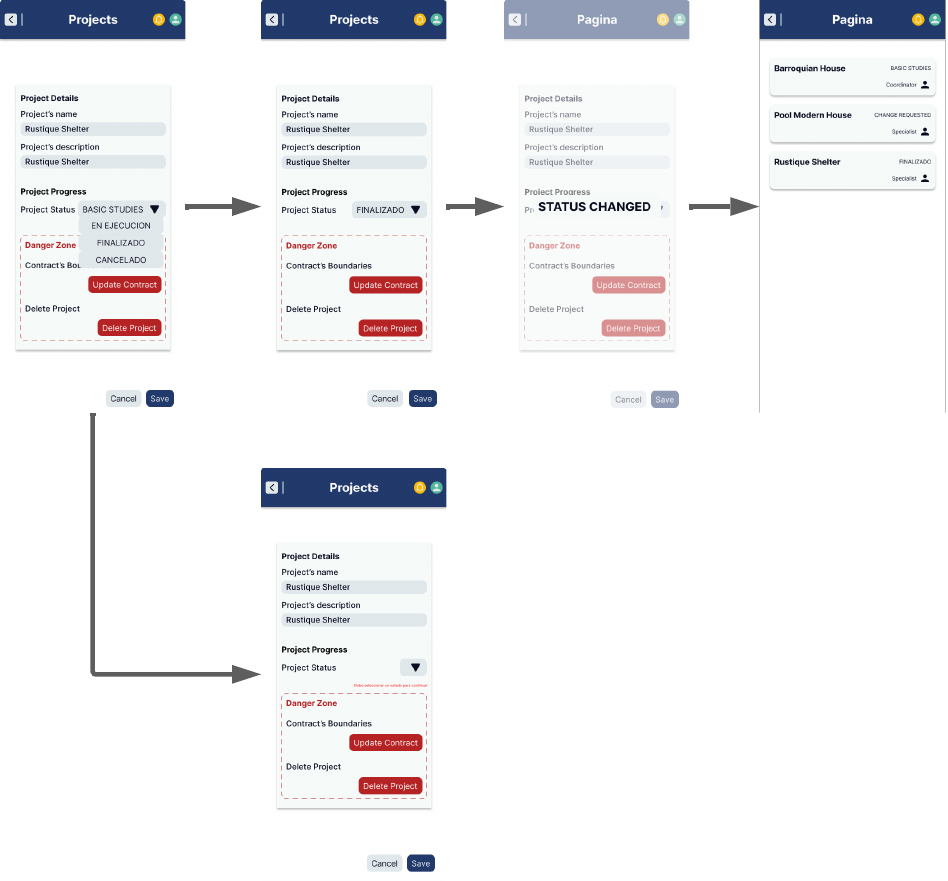 Projects
Project Details
Project's name
Rustique Shelter
Project's description
Rustique Shelter
Project Progress
Project Status BASIC STUDIES
EN EJECUCION
FINALIZADO
CANCELADO
Danger Zone
Contract's Bou
Update Contract
Delete Project
Delete Project
Cancel Save
Projects
Project Details
Project's name
Rustique Shelter
Project's description
Rustique Shelter
Project Progress
Project Status FINALIZADO
Danger Zone
Contract's Boundaries
Update Contract
Delete Project
Delete Project
Cancel Save
Pagina
Project Details
Project's name
Rustique Shelter
Project's description
Rustique Shelter
Project Progress
STATUS CHANGED
Danger Zone
Contract's Boundaries
Update Contract
Delete Project
Delete Project
Cancel Save
Pagina
Barroquian House BASIC STUDIES
Coordinator
Pool Modern House CHANGE REQUESTED
Specialist
Rustique Shelter FINALIZADO
Specialist
Projects
Project Details
Project's name
Rustique Shelter
Project's description
Rustique Shelter
Project Progress
Project Status
Debe seleccionar un estado para continuar
Danger Zone
Contract's Boundaries
Update Contract
Delete Project
Delete Project
Cancel Save